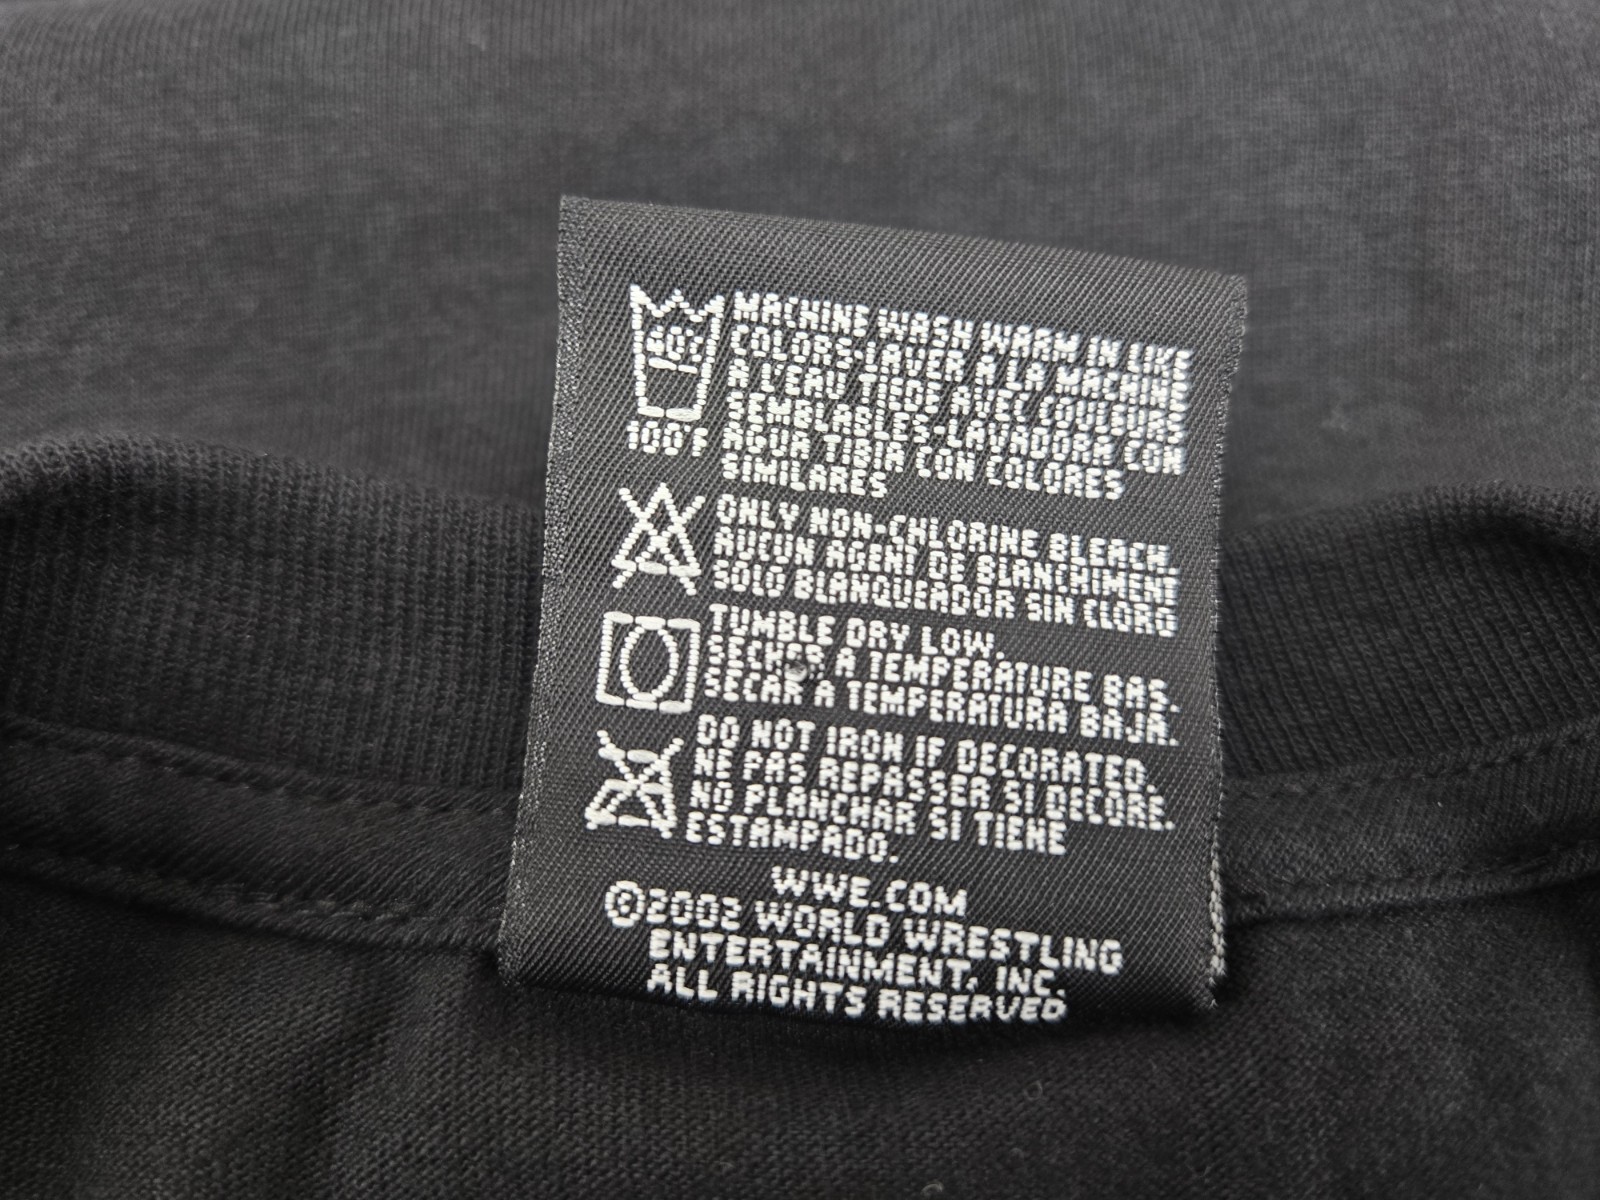 MACHINE WASH WARM IN LIKE
COLORS-LAVER A LA MACHINE
A L'EAU TIEDE AVEC COULEURS
SEMBLABLES-LAVADORA CON
AGUA TIBIA CON COLORES
SIMILARES
40°
100°F
ONLY NON-CHLORINE BLEACH
AUCUN AGENT DE BLANCHIMENT
SOLO BLANQUEADOR SIN CLORO
TUMBLE DRY LOW.
SECHER A TEMPERATURE BAS.
SECAR A TEMPERATURA BAJA.
DO NOT IRON IF DECORATED.
NE PAS REPASSER SI DECORE.
NO PLANCHAR SI TIENE
ESTAMPADO.
WWE.COM
©2002 WORLD WRESTLING
ENTERTAINMENT, INC.
ALL RIGHTS RESERVED